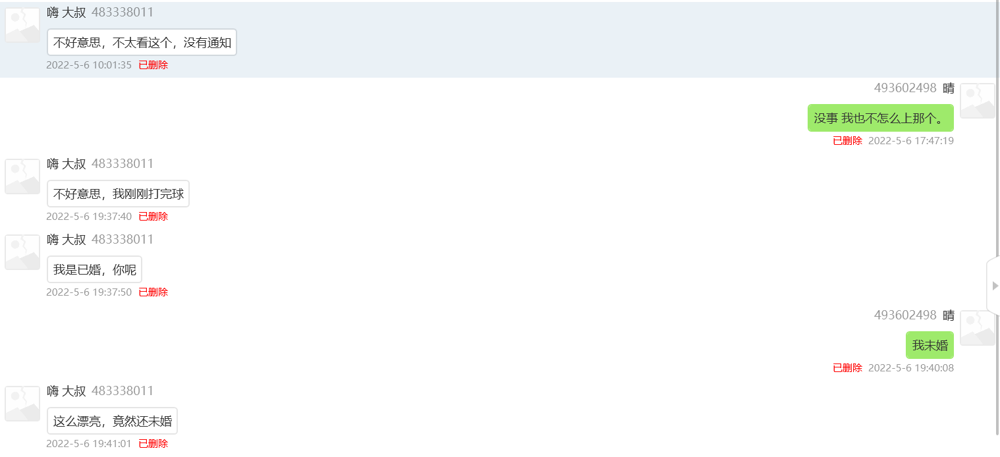 嗨 大叔 483338011
不好意思，不太看这个，没有通知
2022-5-6 10:01:35 已删除
493602498 晴
没事 我也不怎么上那个。
已删除 2022-5-6 17:47:19
嗨 大叔 483338011
不好意思，我刚刚打完球
2022-5-6 19:37:40 已删除
嗨 大叔 483338011
我是已婚，你呢
2022-5-6 19:37:50 已删除
493602498 晴
我未婚
已删除 2022-5-6 19:40:08
嗨 大叔 483338011
这么漂亮，竟然还未婚
2022-5-6 19:41:01 已删除